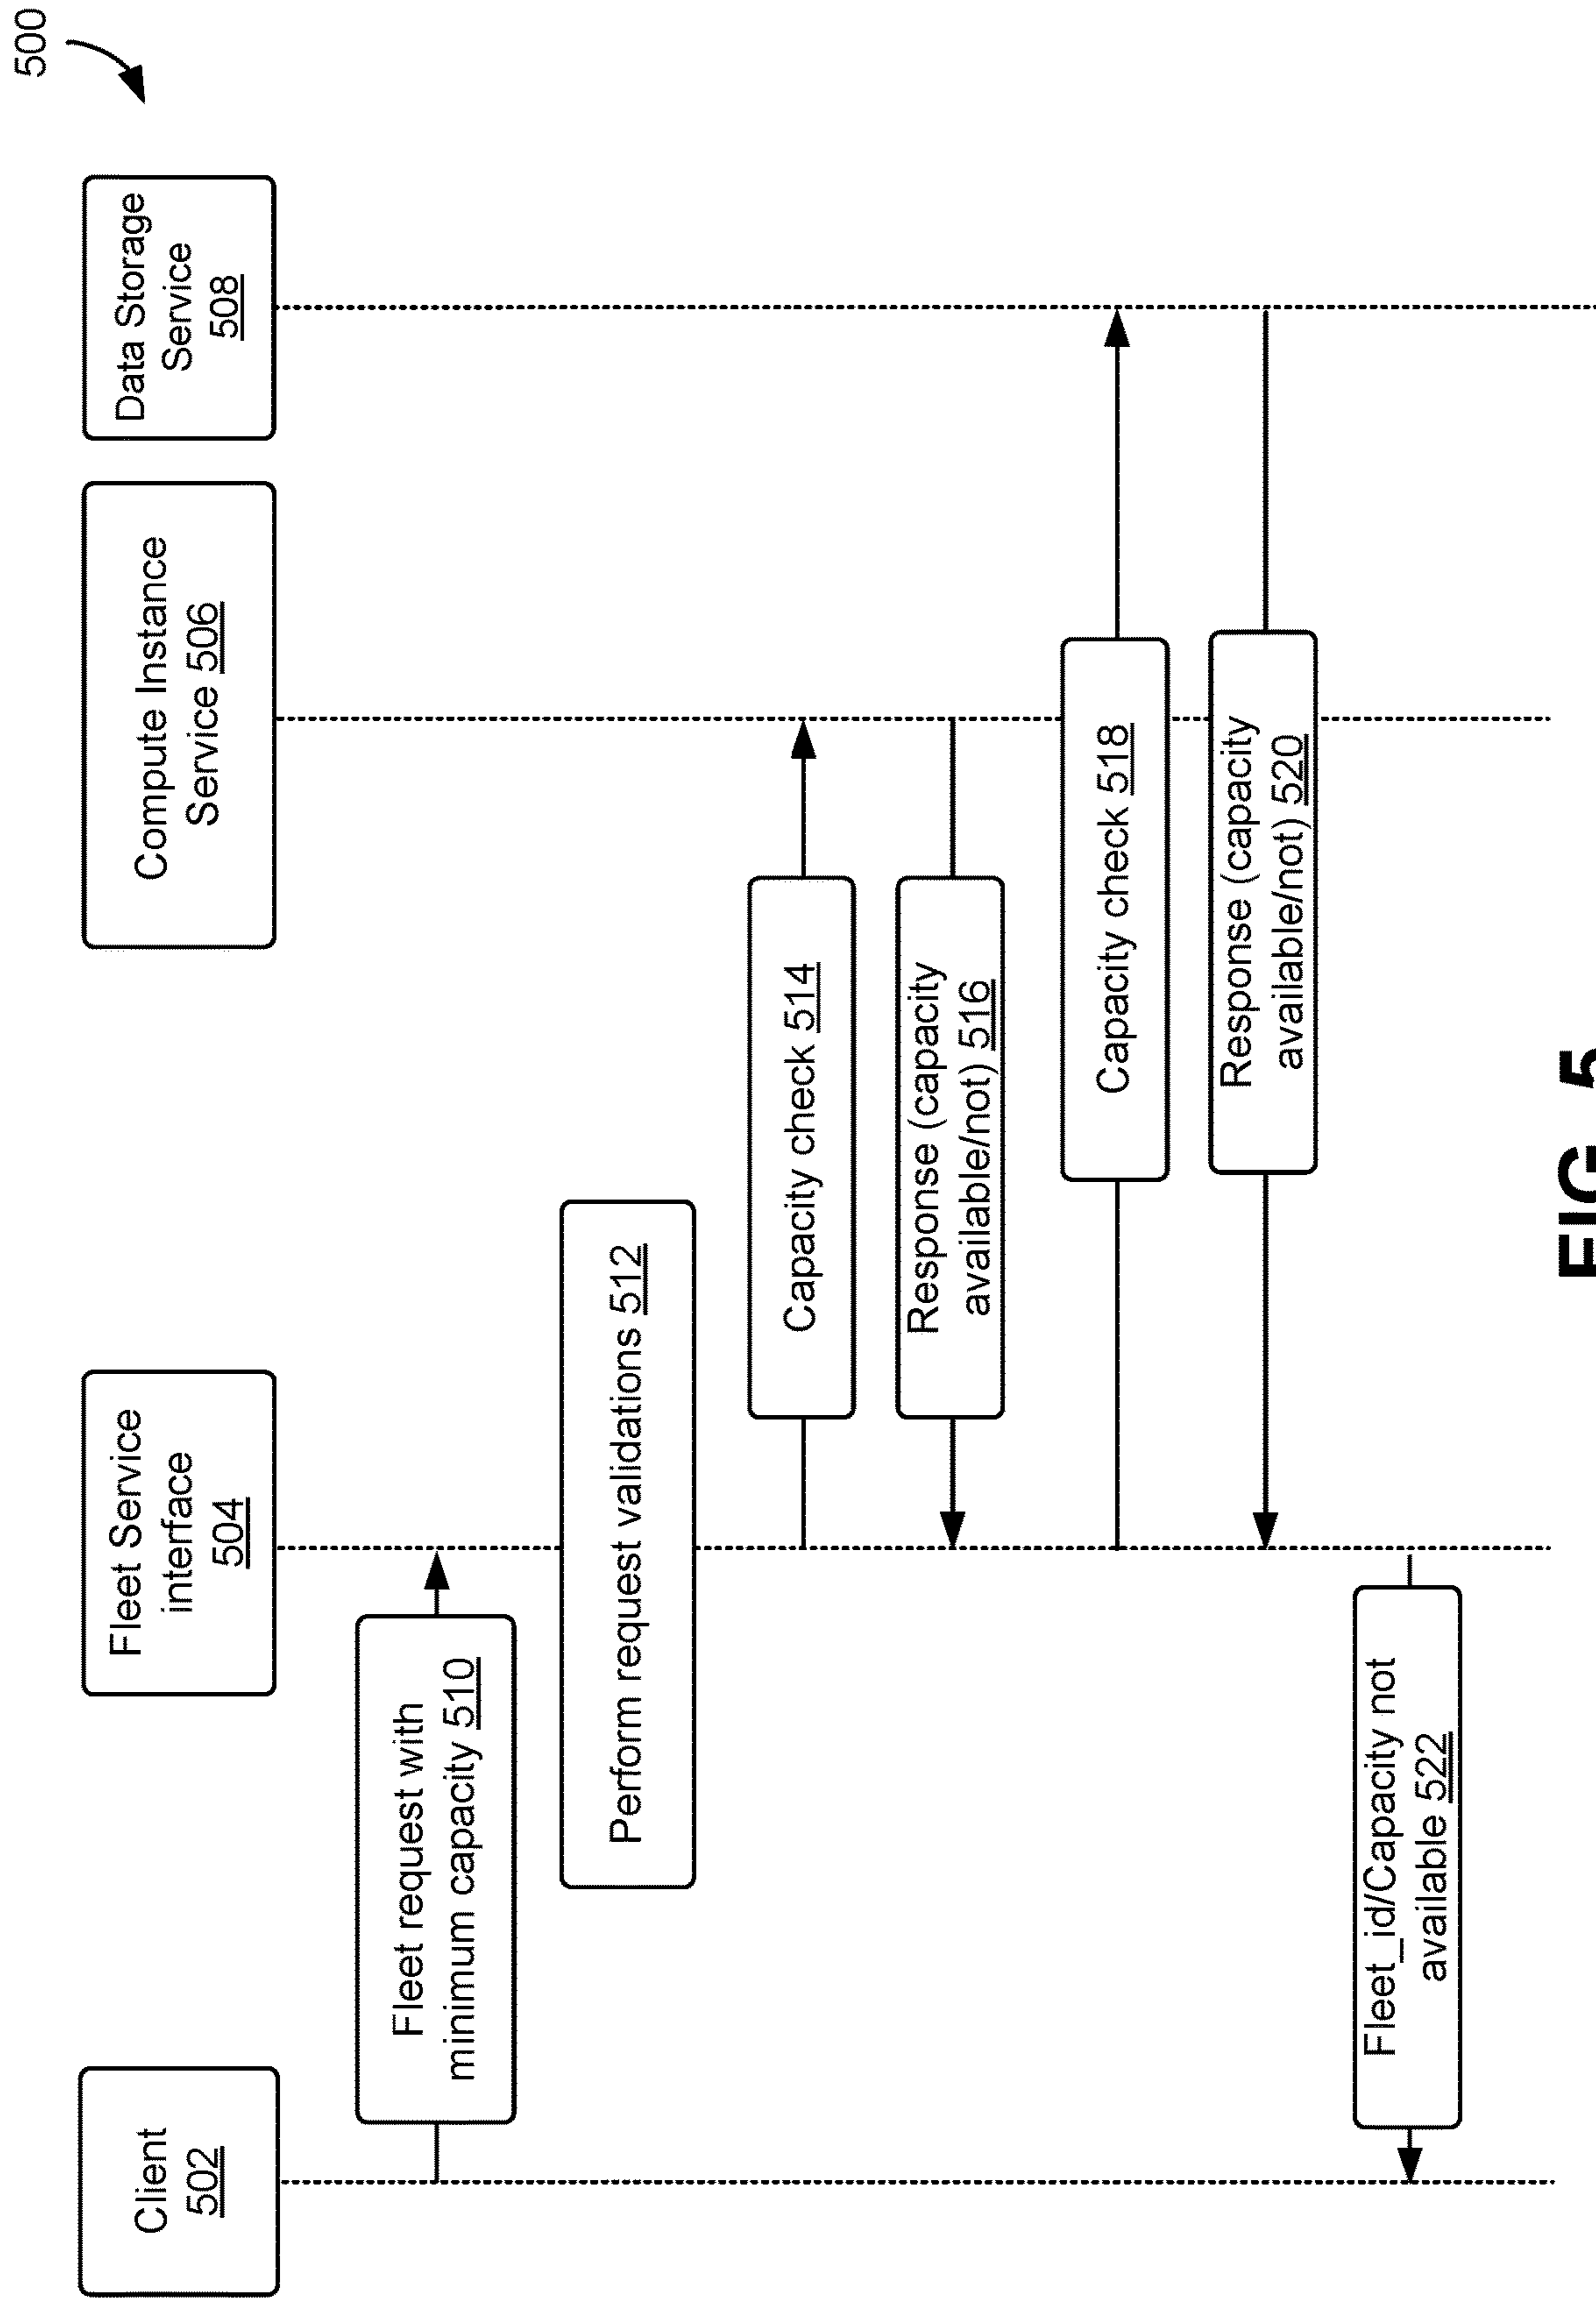 500
Client
502
Fleet Service
interface
504
Compute Instance
Service 506
Data Storage
Service
508
Fleet request with
minimum capacity 510
Perform request validations 512
Capacity check 514
Response (capacity
available/not) 516
Capacity check 518
Response (capacity
available/not) 520
Fleet_id/Capacity not
available 522
FIG. 5